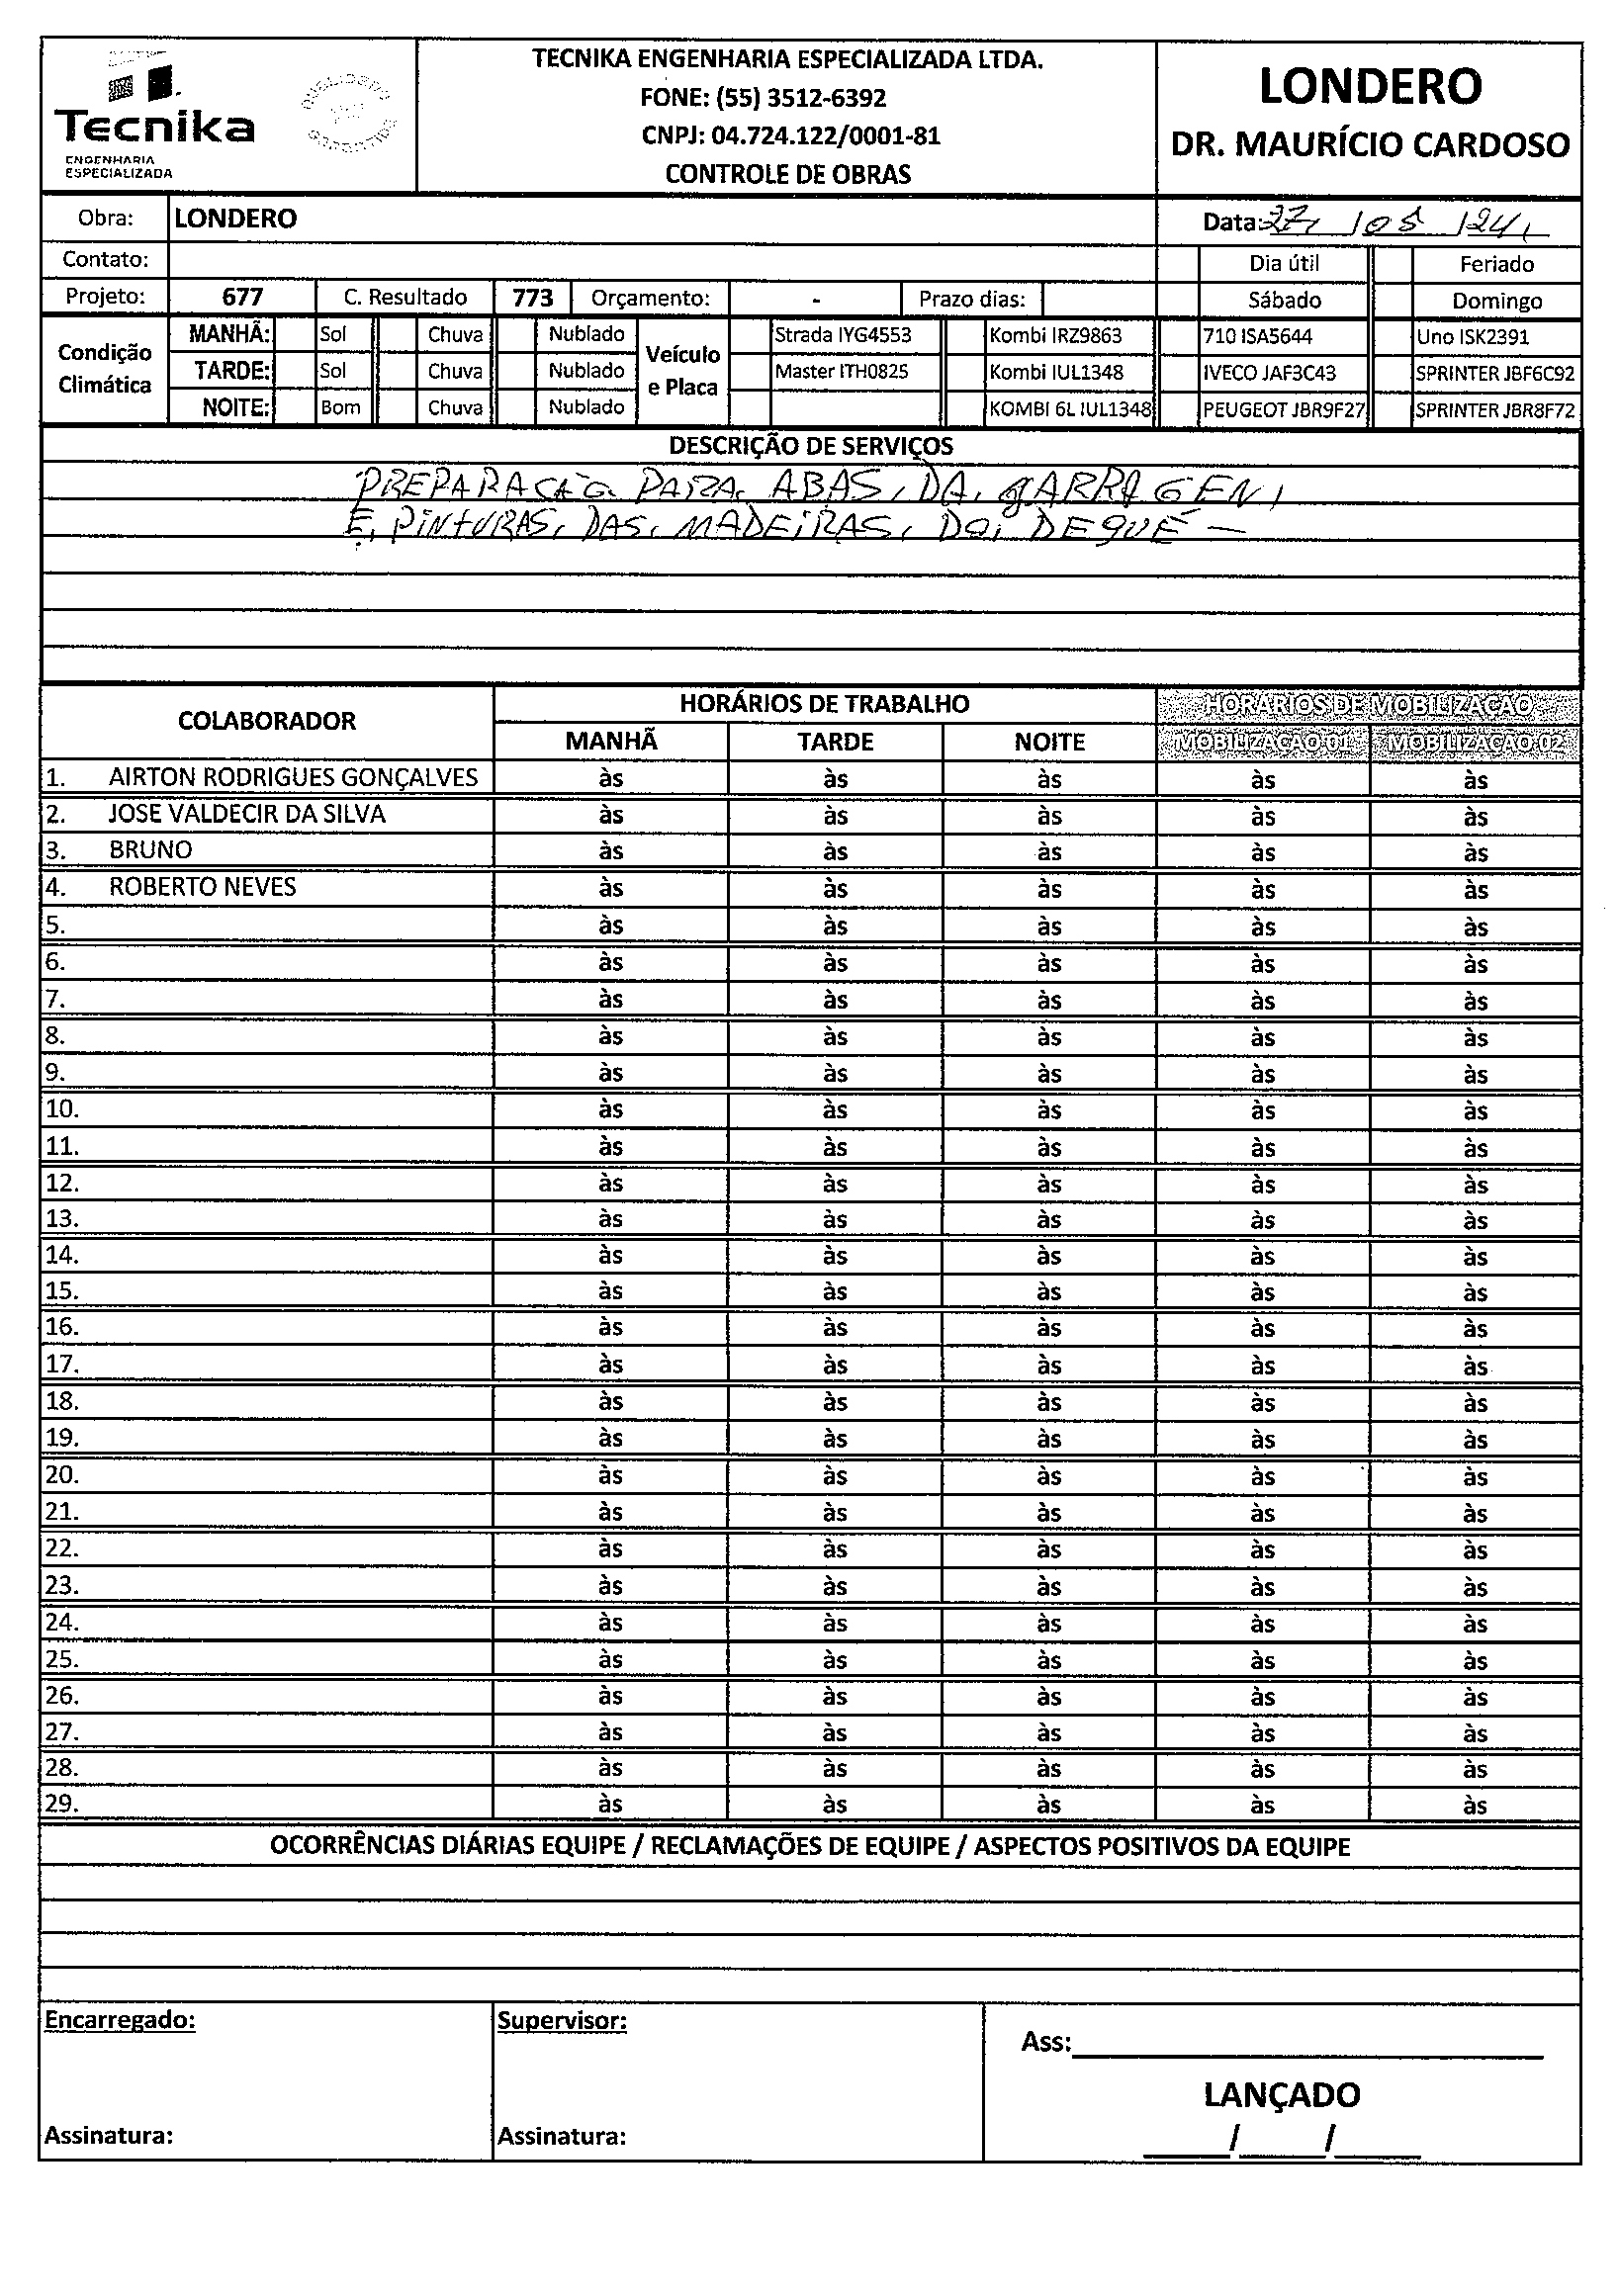 Tecnika
ENGENHARIA
ESPECIALIZADA
TECNIKA ENGENHARIA ESPECIALIZADA LTDA.
FONE: (55) 3512-6392
CNPJ: 04.724.122/0001-81
CONTROLE DE OBRAS
LONDERO
DR. MAURÍCIO CARDOSO
Obra: LONDERO Data: 27/05/24
Contato: Dia útil Feriado
Projeto: 677 C. Resultado 773 Orçamento: - Prazo dias: Sábado Domingo
Condição Climática
MANHÃ: Sol Chuva Nublado
TARDE: Sol Chuva Nublado
NOITE: Bom Chuva Nublado
Veículo e Placa
Strada IYG4553 Kombi IRZ9863 710 ISA5644 Uno ISK2391
Master ITH0825 Kombi IUL1348 IVECO JAF3C43 SPRINTER JBF6C92
KOMBI 6L IUL1348 PEUGEOT JBR9F27 SPRINTER JBR8F72
DESCRIÇÃO DE SERVIÇOS
PREPARAÇÃO PARA ABAS, DA, gARRAGEN,
E, PiNTURAS, DAS, MADEiRAS, DO, DEQUE -
COLABORADOR HORÁRIOS DE TRABALHO HORÁRIOS DE MOBILIZAÇÃO
MANHÃ TARDE NOITE MOBILIZAÇÃO 01 MOBILIZAÇÃO 02
1. AIRTON RODRIGUES GONÇALVES às às às às às
2. JOSE VALDECIR DA SILVA às às às às às
3. BRUNO às às às às às
4. ROBERTO NEVES às às às às às
5. às às às às às
6. às às às às às
7. às às às às às
8. às às às às às
9. às às às às às
10. às às às às às
11. às às às às às
12. às às às às às
13. às às às às às
14. às às às às às
15. às às às às às
16. às às às às às
17. às às às às às
18. às às às às às
19. às às às às às
20. às às às às às
21. às às às às às
22. às às às às às
23. às às às às às
24. às às às às às
25. às às às às às
26. às às às às às
27. às às às às às
28. às às às às às
29. às às às às às
OCORRÊNCIAS DIÁRIAS EQUIPE / RECLAMAÇÕES DE EQUIPE / ASPECTOS POSITIVOS DA EQUIPE
Encarregado: Supervisor:
Ass:
LANÇADO
Assinatura: Assinatura: / /